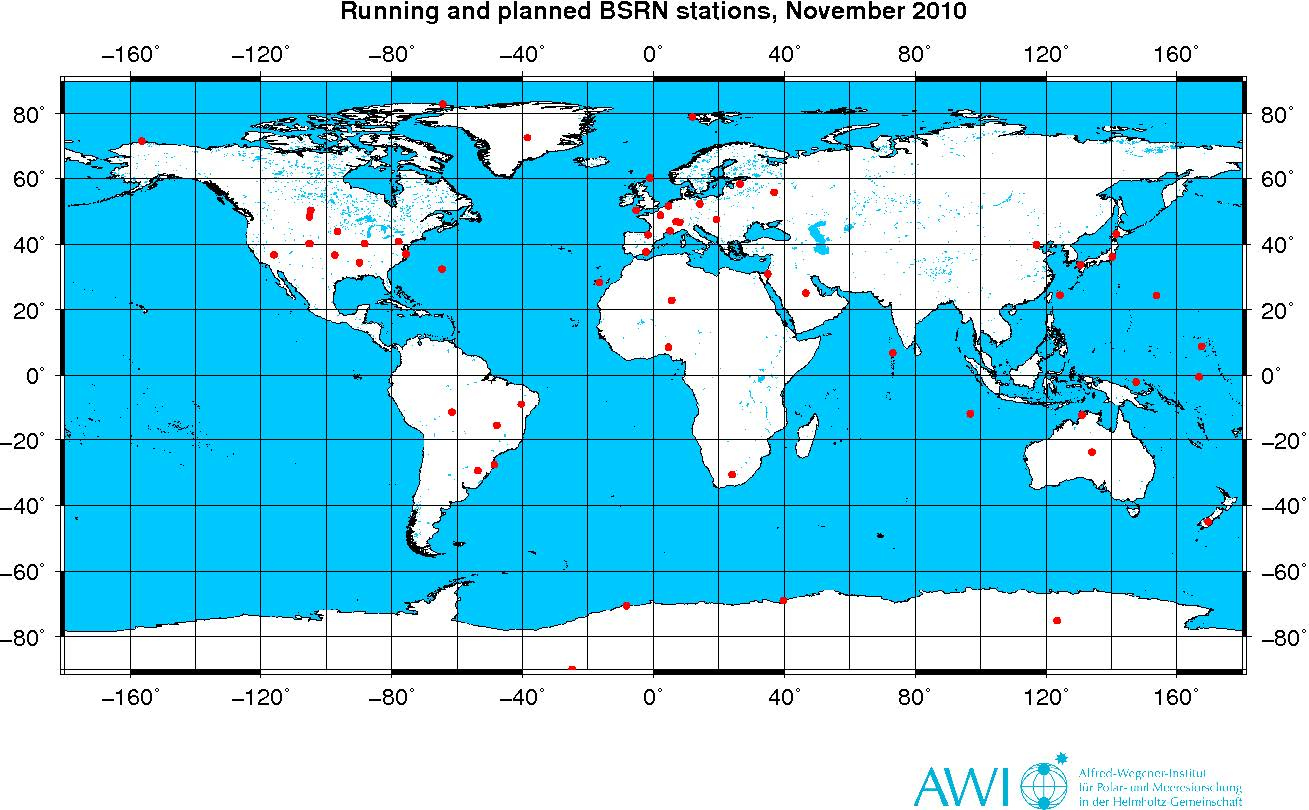 Running and planned BSRN stations, November 2010
−160° −120° −80° −40° 0° 40° 80° 120° 160°
80° 80°
60° 60°
40° 40°
20° 20°
0° 0°
−20° −20°
−40° −40°
−60° −60°
−80° −80°
−160° −120° −80° −40° 0° 40° 80° 120° 160°
AWI
Alfred-Wegener-Institut
für Polar- und Meeresforschung
in der Helmholtz-Gemeinschaft